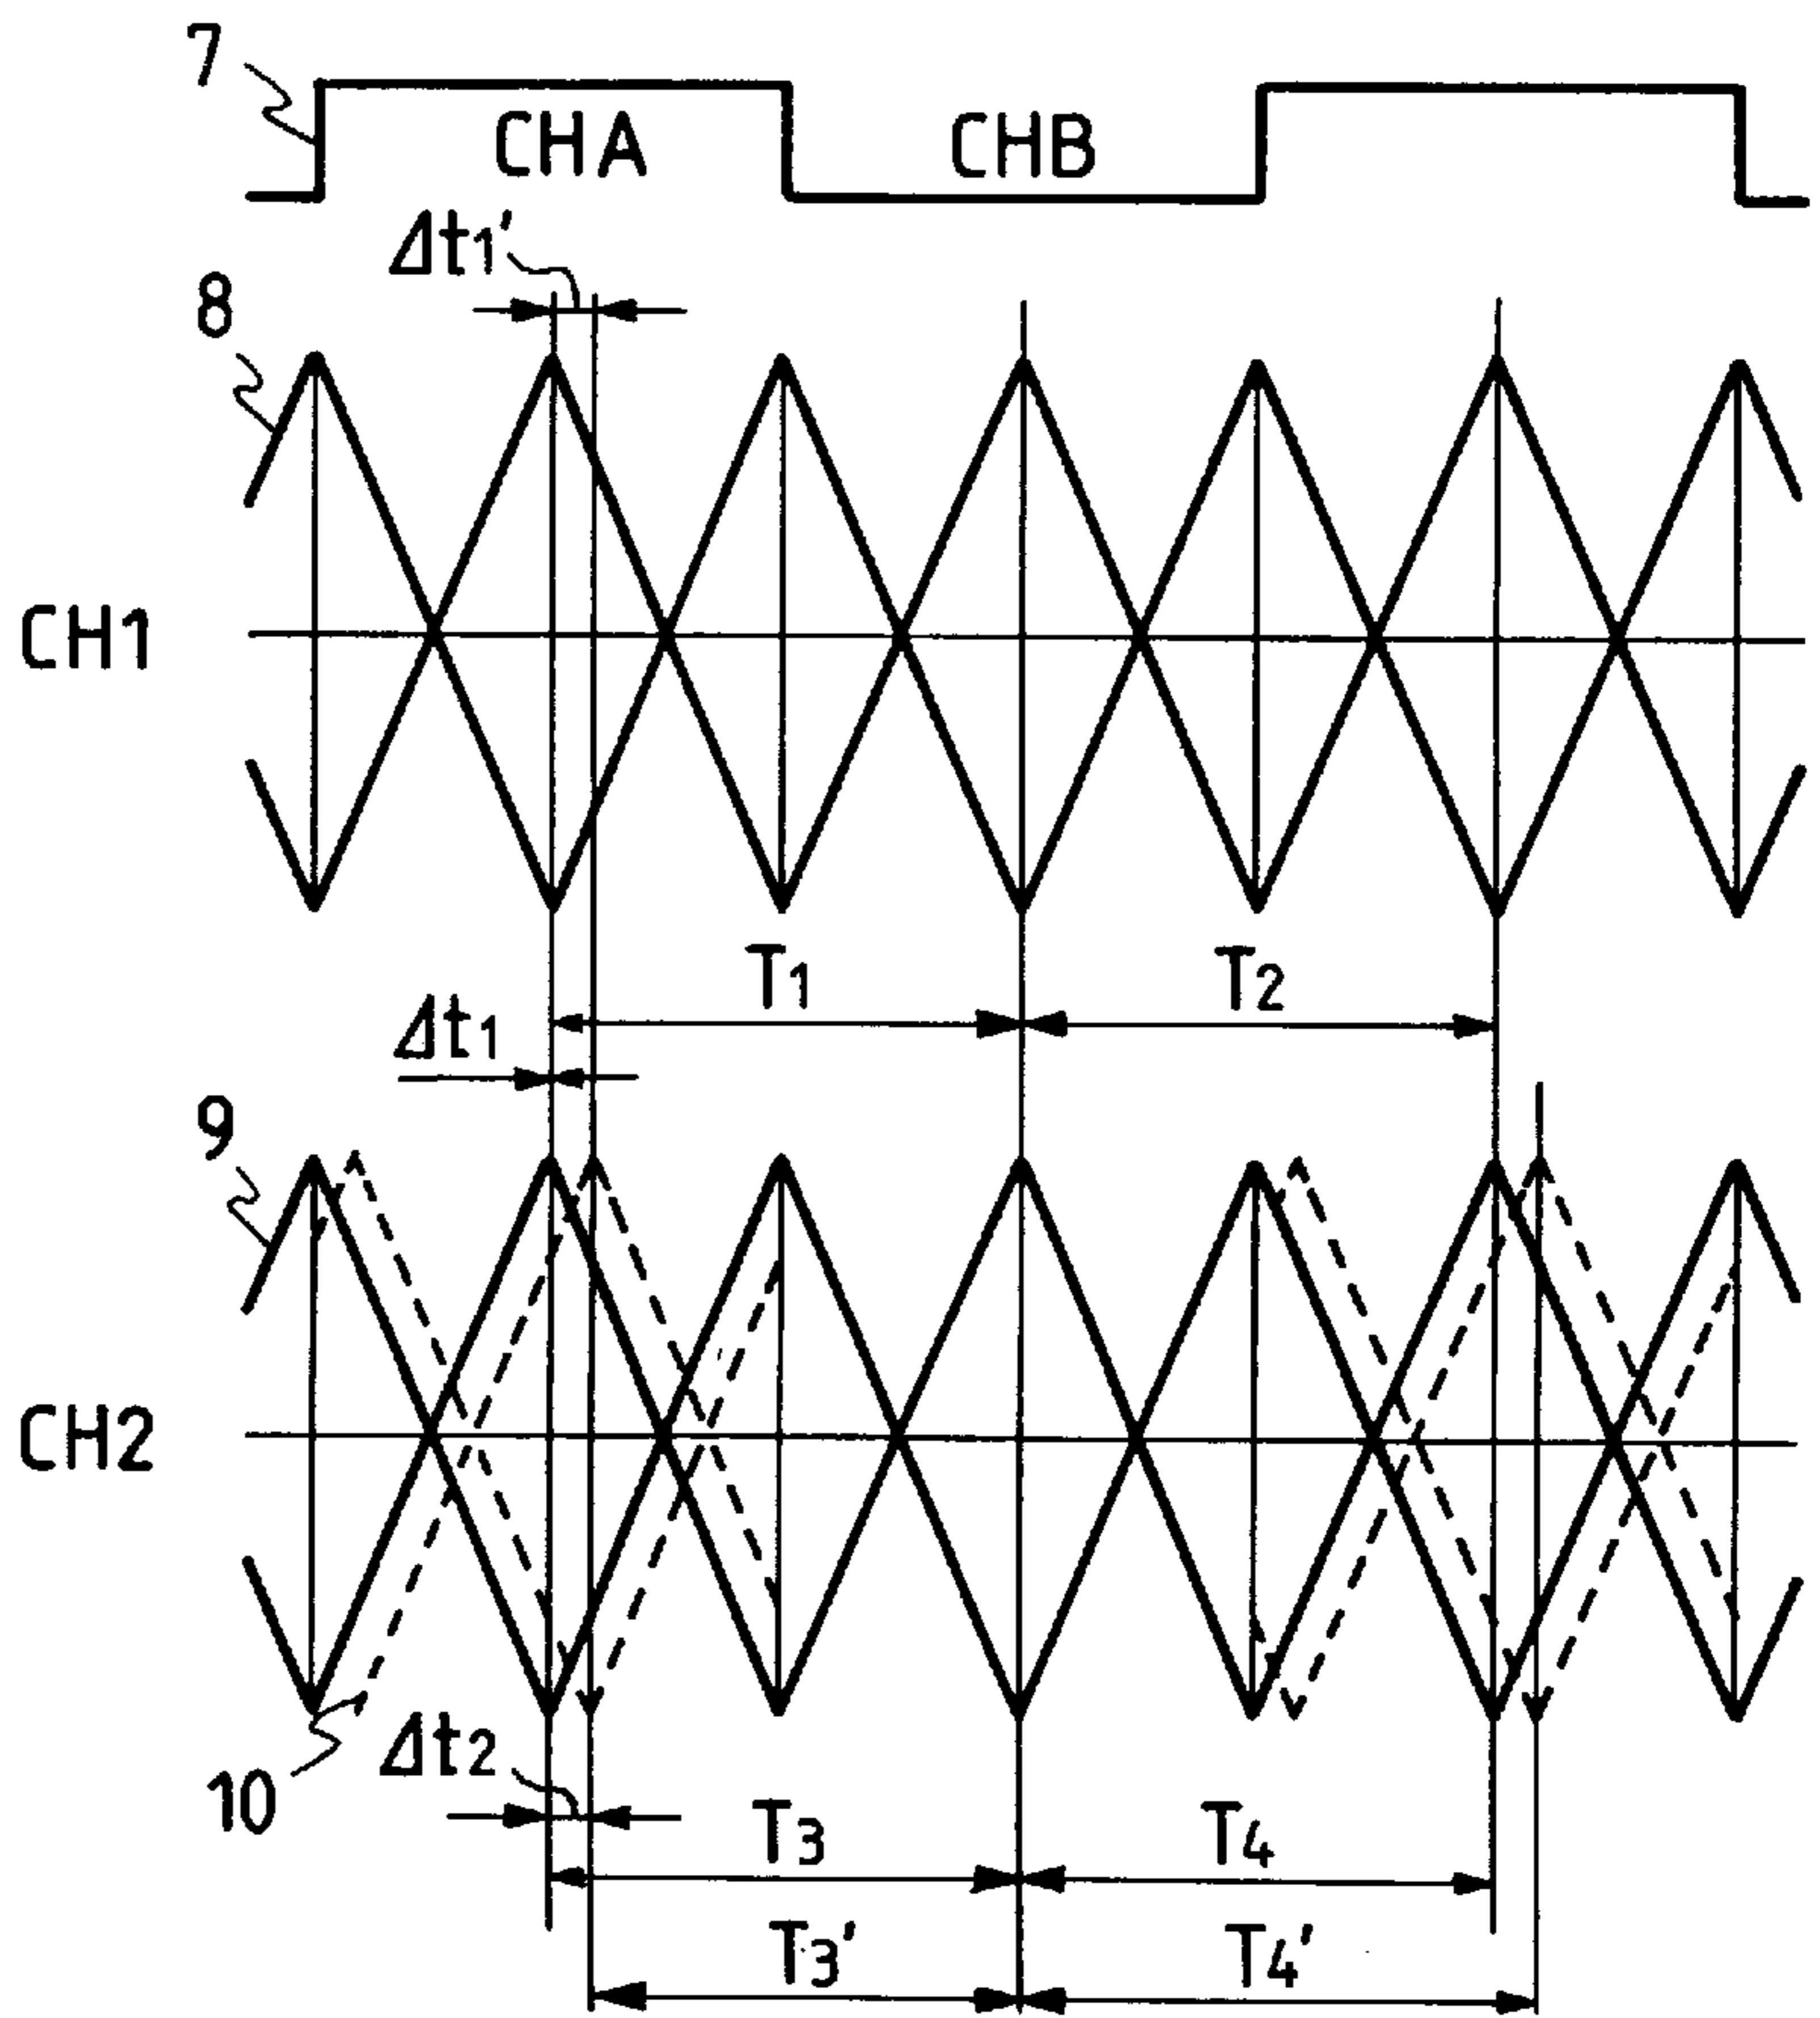 7
CHA CHB
Δt1'
8
CH1
T1 T2
Δt1
9
CH2
10
Δt2
T3 T4
T3' T4'